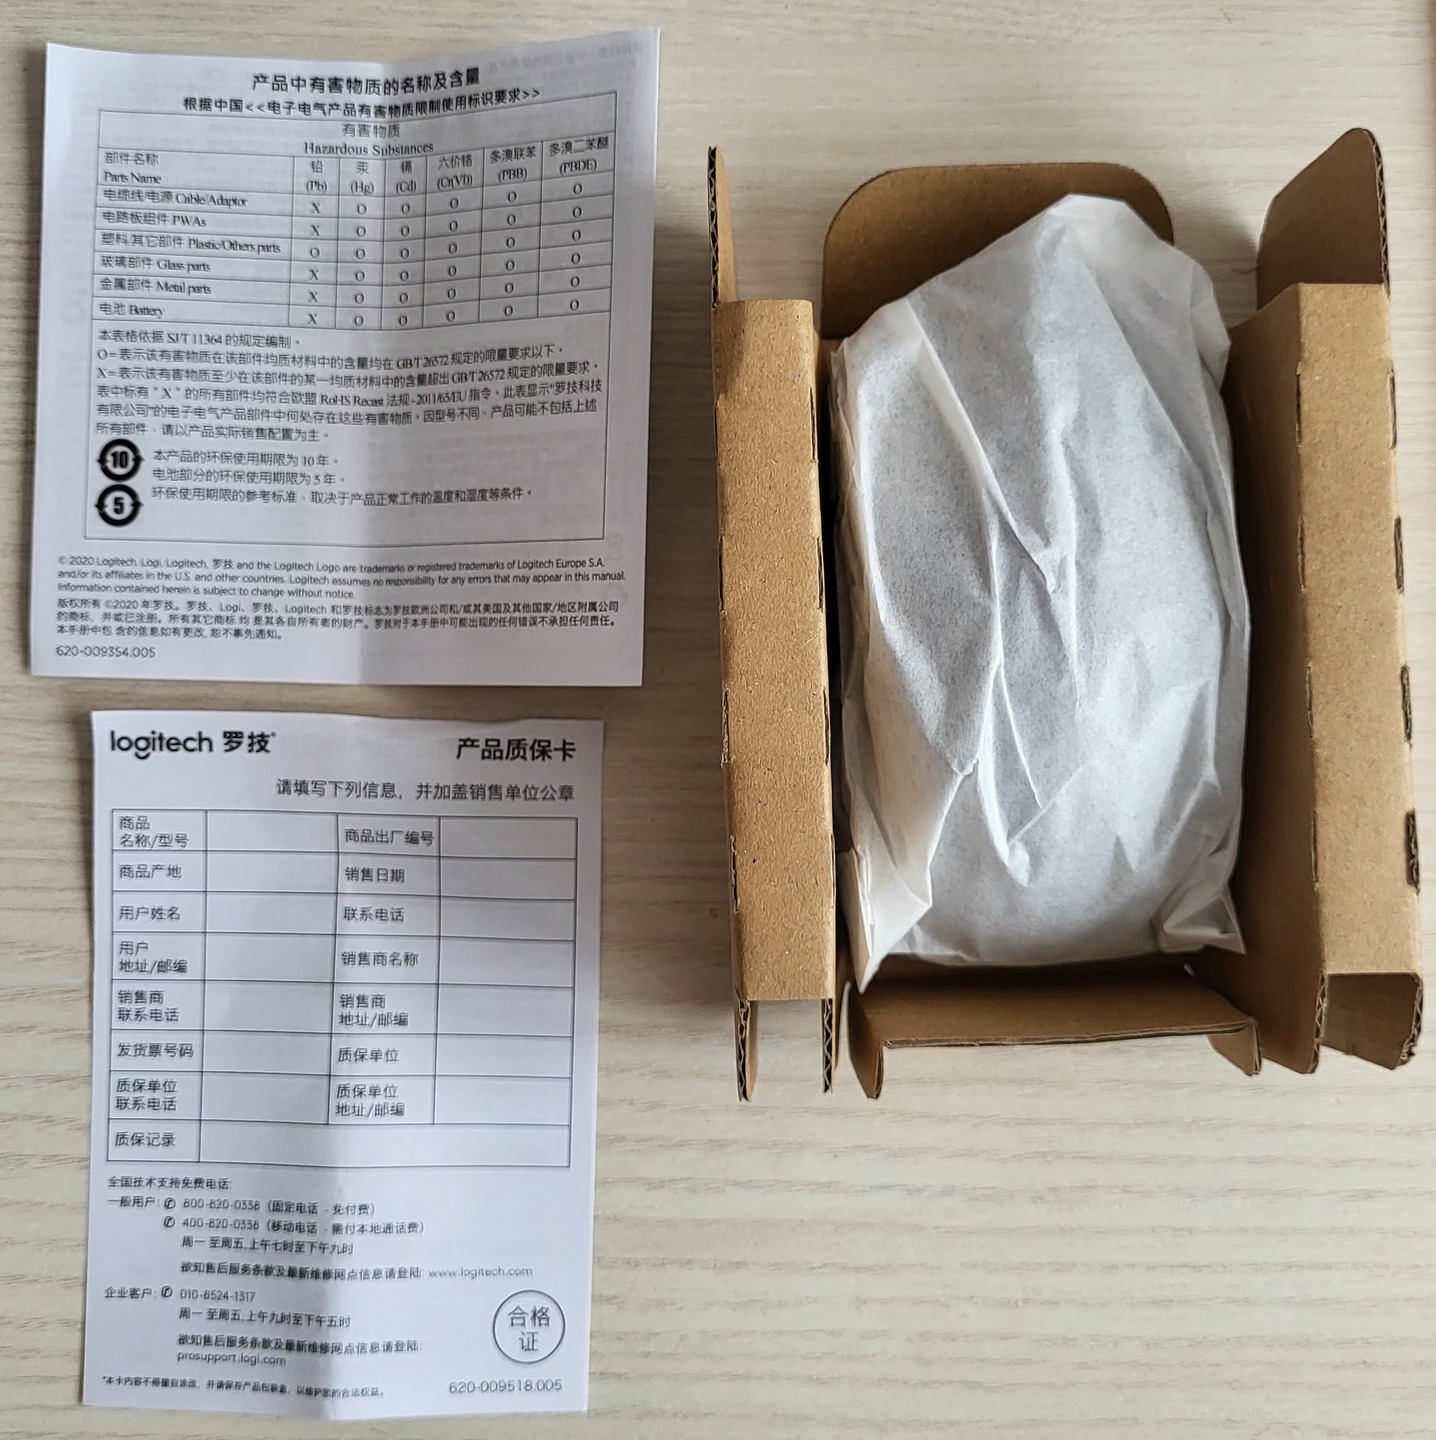 产品中有害物质的名称及含量
根据中国<<电子电气产品有害物质限制使用标识要求>>
有害物质
Hazardous Substances
部件名称 铅 汞 镉 六价铬 多溴联苯 多溴二苯醚
Parts Name (Pb) (Hg) (Cd) (Cr(VI)) (PBB) (PBDE)
电缆线/电源 Cable/Adaptor X O O O O O
电路板组件 PWAs X O O O O O
塑料/其它部件 Plastic/Others parts O O O O O O
玻璃部件 Glass parts X O O O O O
金属部件 Metal parts X O O O O O
电池 Battery X O O O O O
本表格依据 SJ/T 11364 的规定编制。
O = 表示该有害物质在该部件均质材料中的含量均在 GB/T 26572 规定的限量要求以下。
X = 表示该有害物质至少在该部件的某一均质材料中的含量超出 GB/T 26572 规定的限量要求。
表中标有 " X " 的所有部件均符合欧盟 RoHS Recast 法规 - 2011/65/EU 指令。此表显示"罗技科技
有限公司"的电子电气产品部件中何处存在这些有害物质。因型号不同，产品可能不包括上述
所有部件，请以产品实际销售配置为主。
10 本产品的环保使用期限为 10 年。
电池部分的环保使用期限为 5 年。
5 环保使用期限的参考标准，取决于产品正常工作的温度和湿度等条件。
© 2020 Logitech. Logi, Logitech, 罗技 and the Logitech Logo are trademarks or registered trademarks of Logitech Europe S.A.
and/or its affiliates in the U.S. and other countries. Logitech assumes no responsibility for any errors that may appear in this manual.
Information contained herein is subject to change without notice.
版权所有 ©2020 年罗技。罗技、Logi、罗技、Logitech 和罗技标志为罗技欧洲公司和/或其美国及其他国家/地区附属公司
的商标，并或已注册。所有其它商标 均 是其各自所有者的财产。罗技对于本手册中可能出现的任何错误不承担任何责任。
本手册中包 含的信息如有更改, 恕不事先通知。
620-009354.005
logitech 罗技® 产品质保卡
请填写下列信息，并加盖销售单位公章
商品
名称/型号 商品出厂编号
商品产地 销售日期
用户姓名 联系电话
用户
地址/邮编 销售商名称
销售商 销售商
联系电话 地址/邮编
发货票号码 质保单位
质保单位 质保单位
联系电话 地址/邮编
质保记录
全国技术支持免费电话:
一般用户: ✆ 800-820-0338（固定电话 - 免付费）
✆ 400-820-0338（移动电话 - 需付本地通话费）
周一 至周五,上午七时至下午九时
欲知售后服务条款及最新维修网点信息请登陆: www.logitech.com
企业客户: ✆ 010-8524-1317
周一 至周五,上午九时至下午五时
欲知售后服务条款及最新维修网点信息请登陆:
prosupport.logi.com
合格
证
*本卡内容不得擅自涂改，并请保存产品包装盒，以维护您的合法权益。
620-009518.005